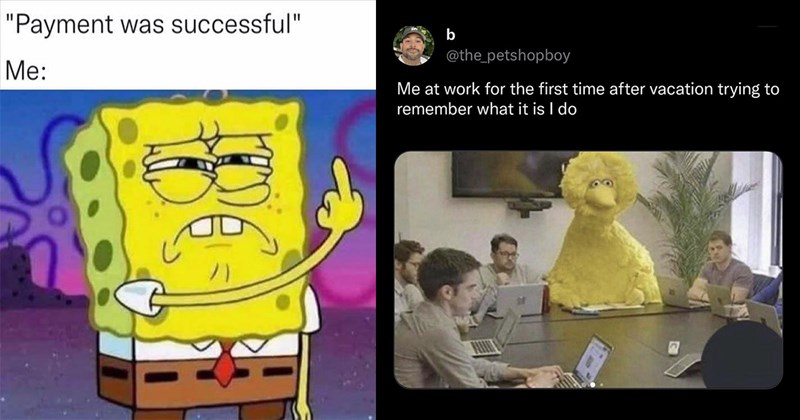 "Payment was successful"
Me:
b
@the_petshopboy
Me at work for the first time after vacation trying to
remember what it is I do